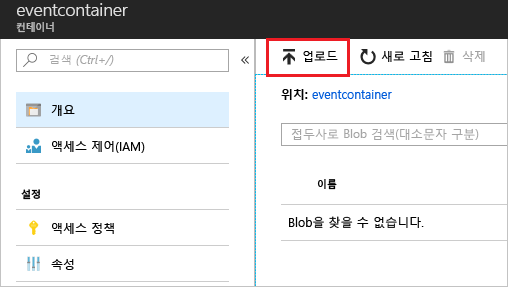 eventcontainer
컨테이너
검색 (Ctrl+/)
개요
액세스 제어(IAM)
설정
액세스 정책
속성
업로드 새로 고침 삭제
위치: eventcontainer
접두사로 Blob 검색(대소문자 구분)
이름
Blob을 찾을 수 없습니다.